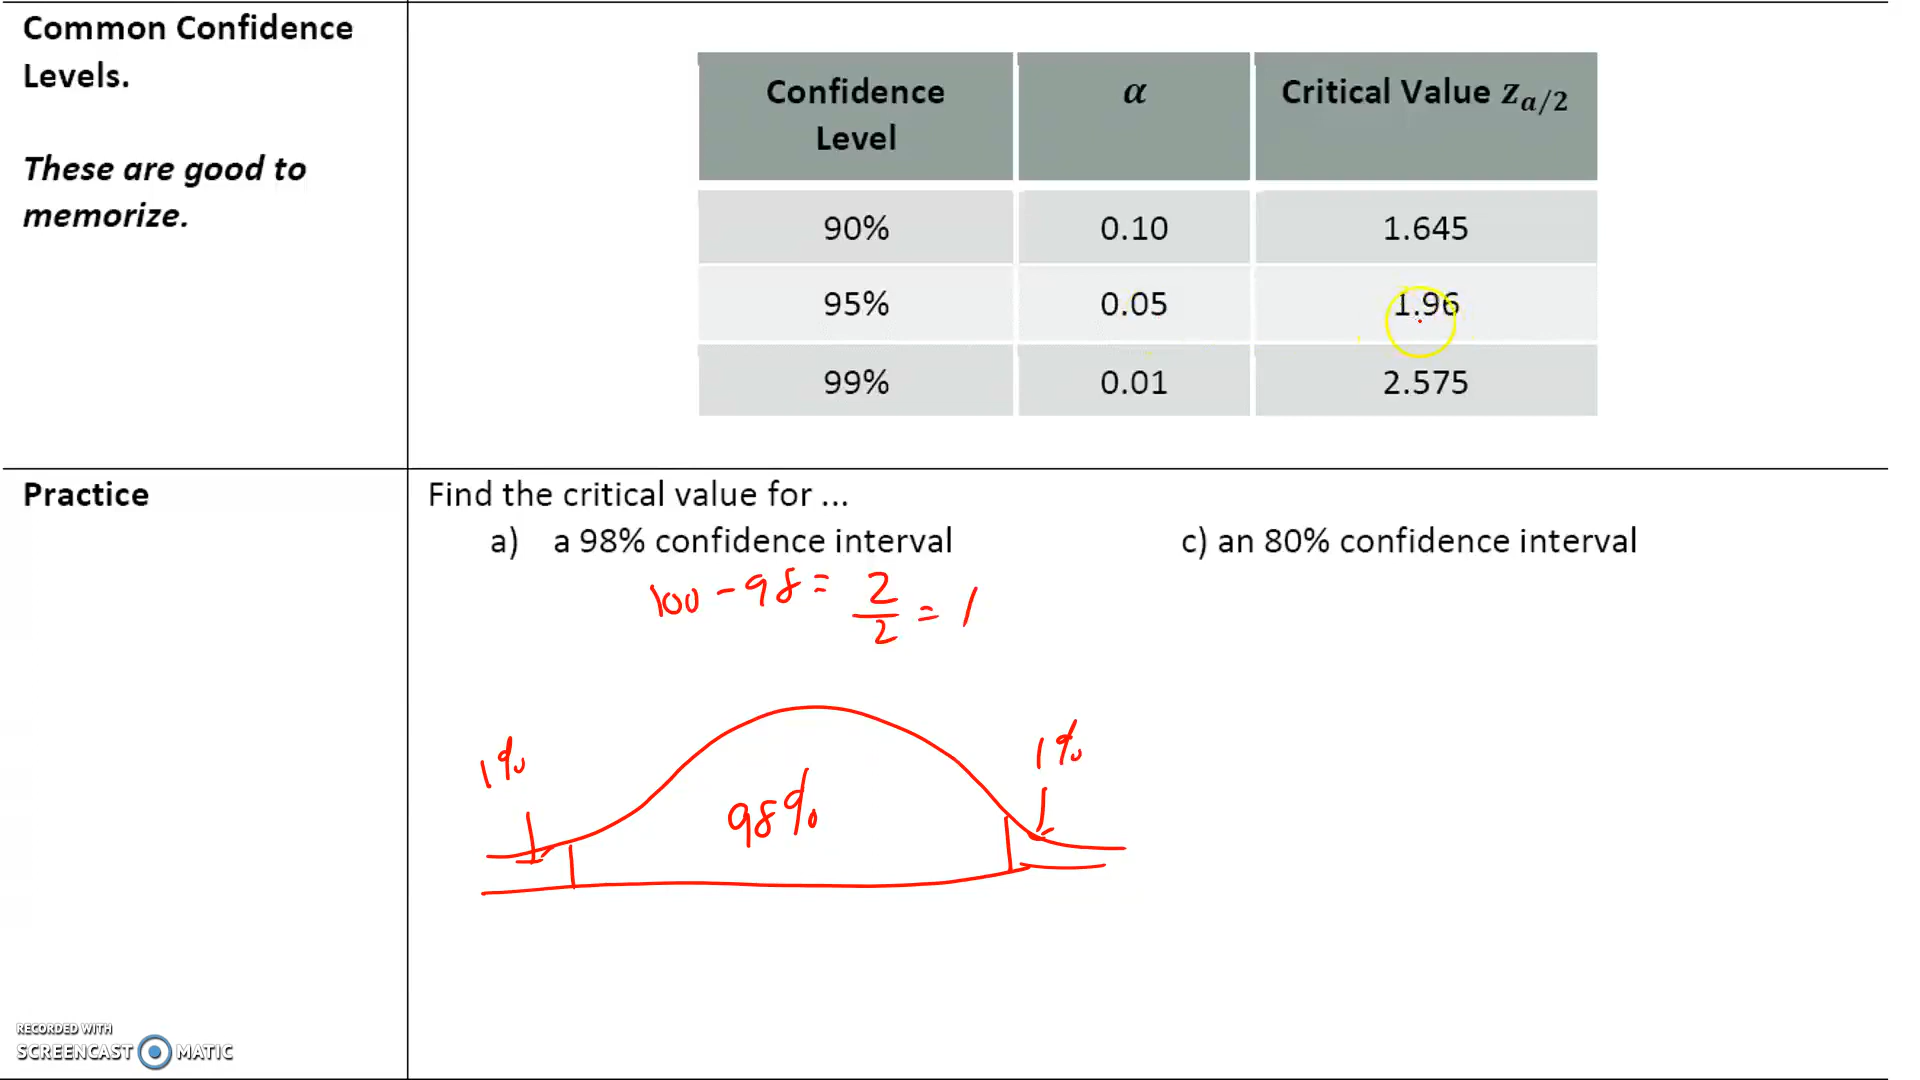 Common Confidence
Levels.
These are good to
memorize.
Confidence
Level
α
Critical Value z_{a/2}
90%
0.10
1.645
95%
0.05
1.96
99%
0.01
2.575
Practice
Find the critical value for ...
a) a 98% confidence interval
c) an 80% confidence interval
100 - 98 = 2/2 = 1
1%
1%
98%
RECORDED WITH
SCREENCAST MATIC